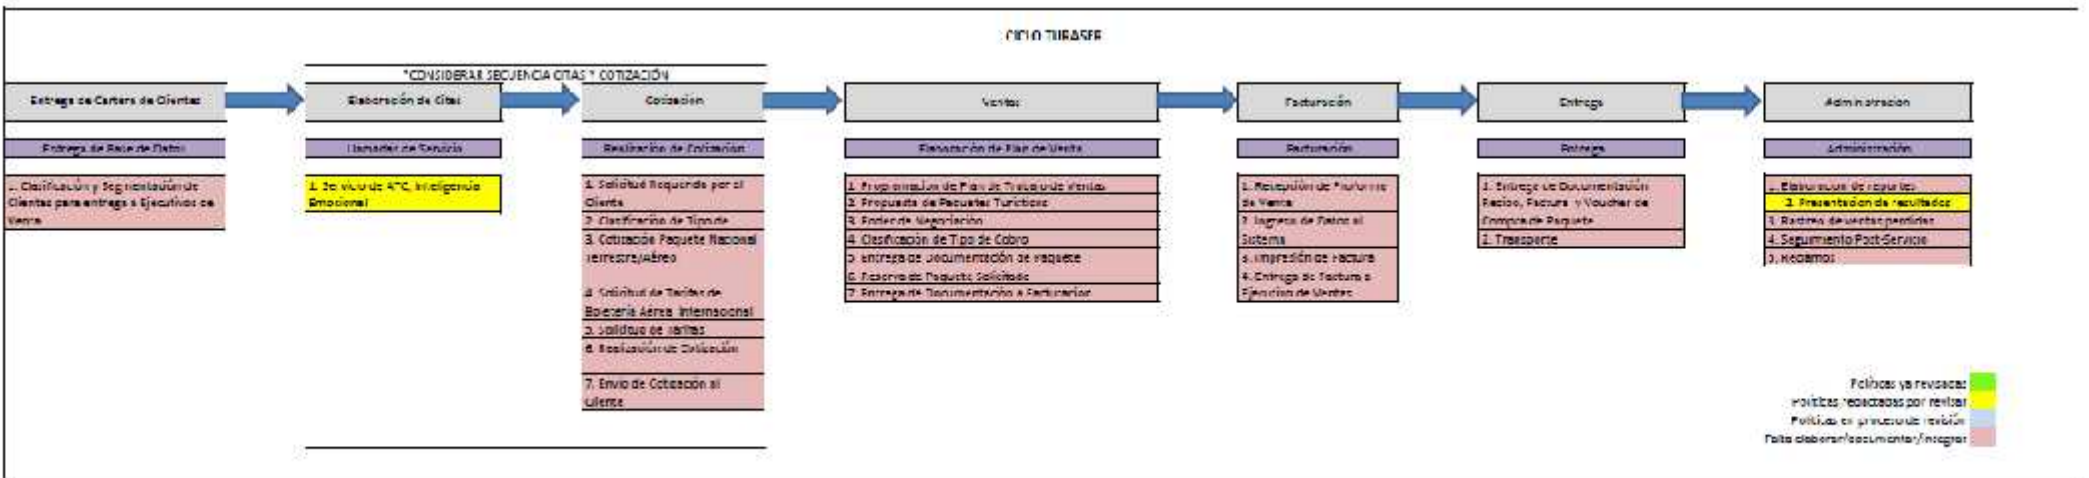 CICLO TURASER
*CONSIDERAR SECUENCIA CITAS Y COTIZACIÓN
Entrega de Cartera de Clientes
Elaboración de Citas
Cotización
Ventas
Facturación
Entrega
Administración
Entrega de Base de Datos
Llamadas de Servicio
Realización de Cotización
Elaboración de Plan de Venta
Facturación
Entrega
Administración
1. Clasificación y Segmentación de
Clientes para entrega a Ejecutivos de
Venta
1. Servicio de ATC, Inteligencia
Emocional
1. Solicitud Requerida por el
Cliente
2. Clasificación de Tipo de
3. Cotización Paquete Nacional
Terrestre/Aéreo
4. Solicitud de Tarifas de
Boletería Aérea Internacional
5. Solicitud de Tarifas
6. Realización de Cotización
7. Envío de Cotización al
Cliente
1. Programación de Plan de Trabajo de Ventas
2. Propuesta de Paquetes Turísticos
3. Poder de Negociación
4. Clasificación de Tipo de Cobro
5. Entrega de Documentación de Paquete
6. Reserva de Paquete Solicitado
7. Entrega de Documentación a Facturación
1. Recepción de Proforma
de Venta
2. Ingreso de Datos al
Sistema
3. Impresión de Factura
4. Entrega de Factura a
Ejecutivo de Ventas
1. Entrega de Documentación
Recibo, Factura y Voucher de
Compra de Paquete
2. Transporte
1. Elaboración de reportes
2. Presentación de resultados
3. Rastreo de ventas perdidas
4. Seguimiento Post-Servicio
5. Reclamos
Políticas ya revisadas
Políticas redactadas por revisar
Políticas en proceso de revisión
Falta elaborar/documentar/integrar